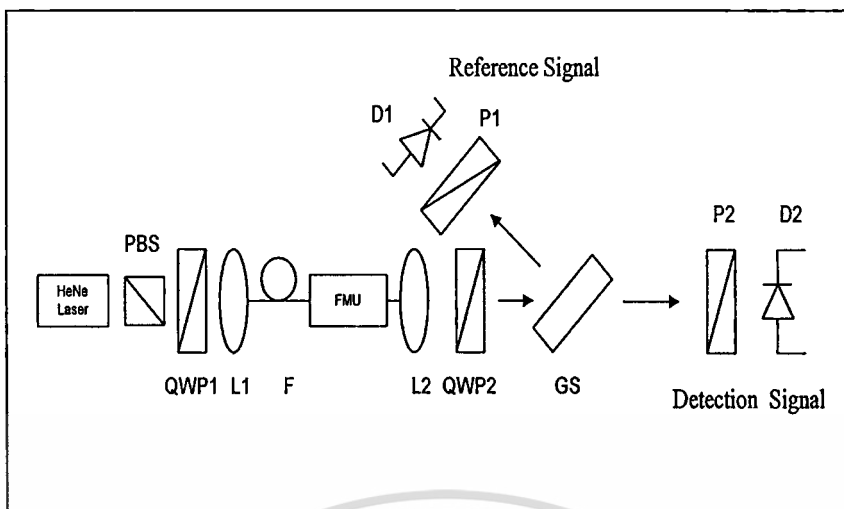 Reference Signal
D1
P1
P2 D2
PBS
HeNe
Laser
FMU
QWP1 L1 F L2 QWP2 GS
Detection Signal